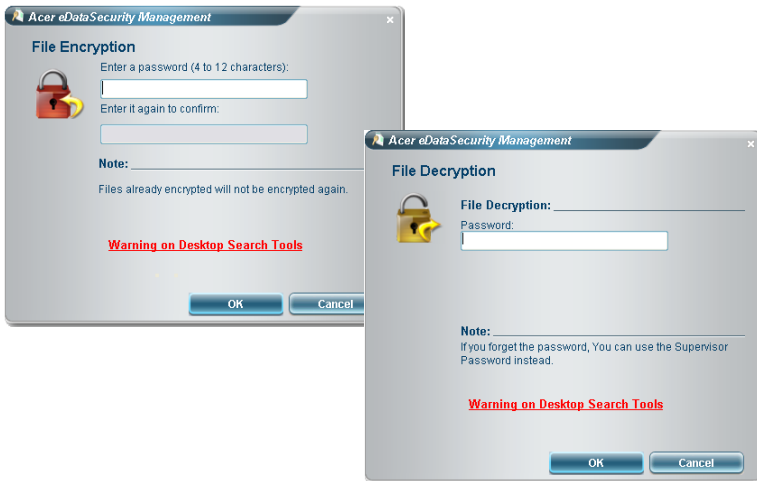 Acer eDataSecurity Management
File Encryption
Enter a password (4 to 12 characters):
Enter it again to confirm:
Note:
Files already encrypted will not be encrypted again.
Warning on Desktop Search Tools
OK
Cancel
Acer eDataSecurity Management
File Decryption
File Decryption:
Password:
Note:
If you forget the password, You can use the Supervisor
Password instead.
Warning on Desktop Search Tools
OK
Cancel